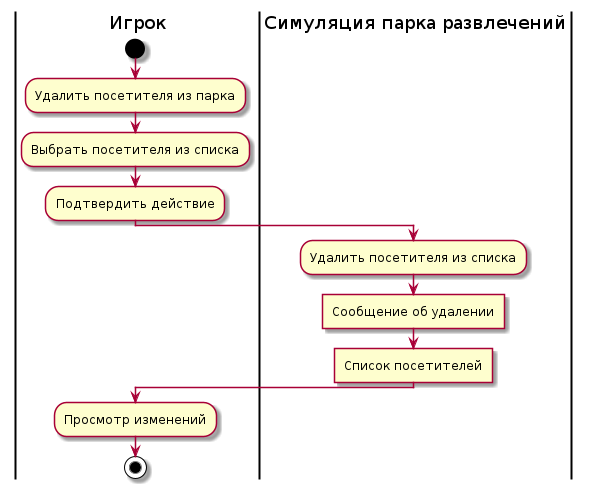 Игрок
Симуляция парка развлечений
Удалить посетителя из парка
Выбрать посетителя из списка
Подтвердить действие
Удалить посетителя из списка
Сообщение об удалении
Список посетителей
Просмотр изменений